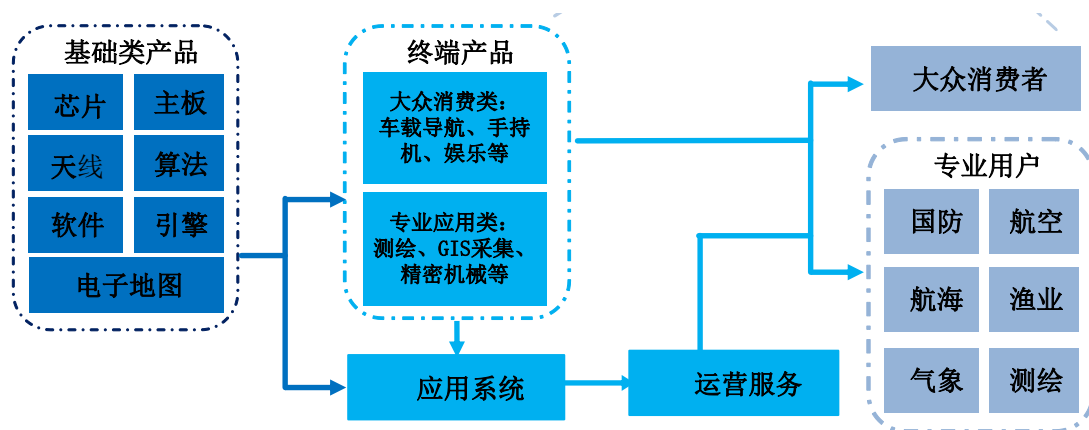 基础类产品
芯片
主板
天线
算法
软件
引擎
电子地图
终端产品
大众消费类：
车载导航、手持
机、娱乐等
专业应用类：
测绘、GIS采集、
精密机械等
应用系统
运营服务
大众消费者
专业用户
国防
航空
航海
渔业
气象
测绘